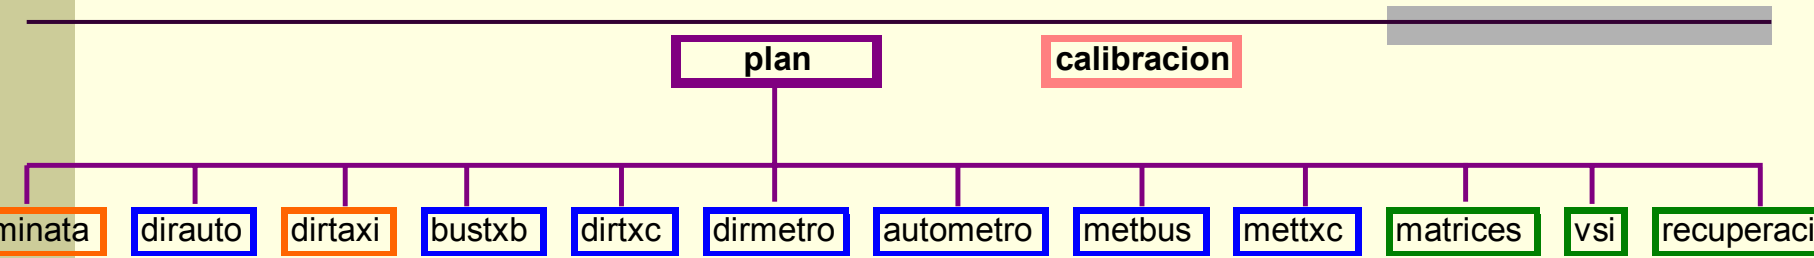 plan calibracion
minata dirauto dirtaxi bustxb dirtxc dirmetro autometro metbus mettxc matrices vsi recuperaci